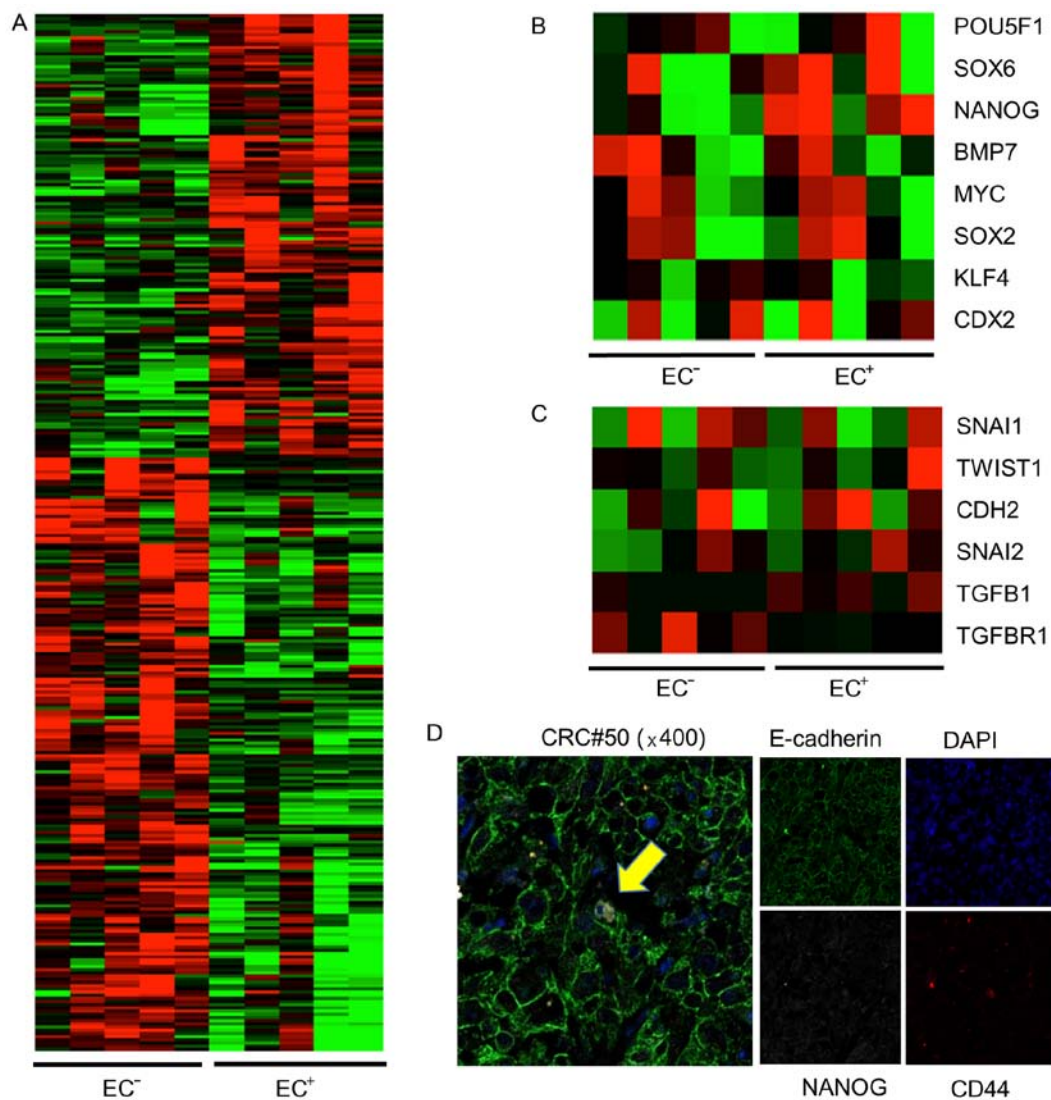 A
EC⁻
EC⁺
B
POU5F1
SOX6
NANOG
BMP7
MYC
SOX2
KLF4
CDX2
EC⁻
EC⁺
C
SNAI1
TWIST1
CDH2
SNAI2
TGFB1
TGFBR1
EC⁻
EC⁺
D
CRC#50 (×400)
E-cadherin
DAPI
NANOG
CD44